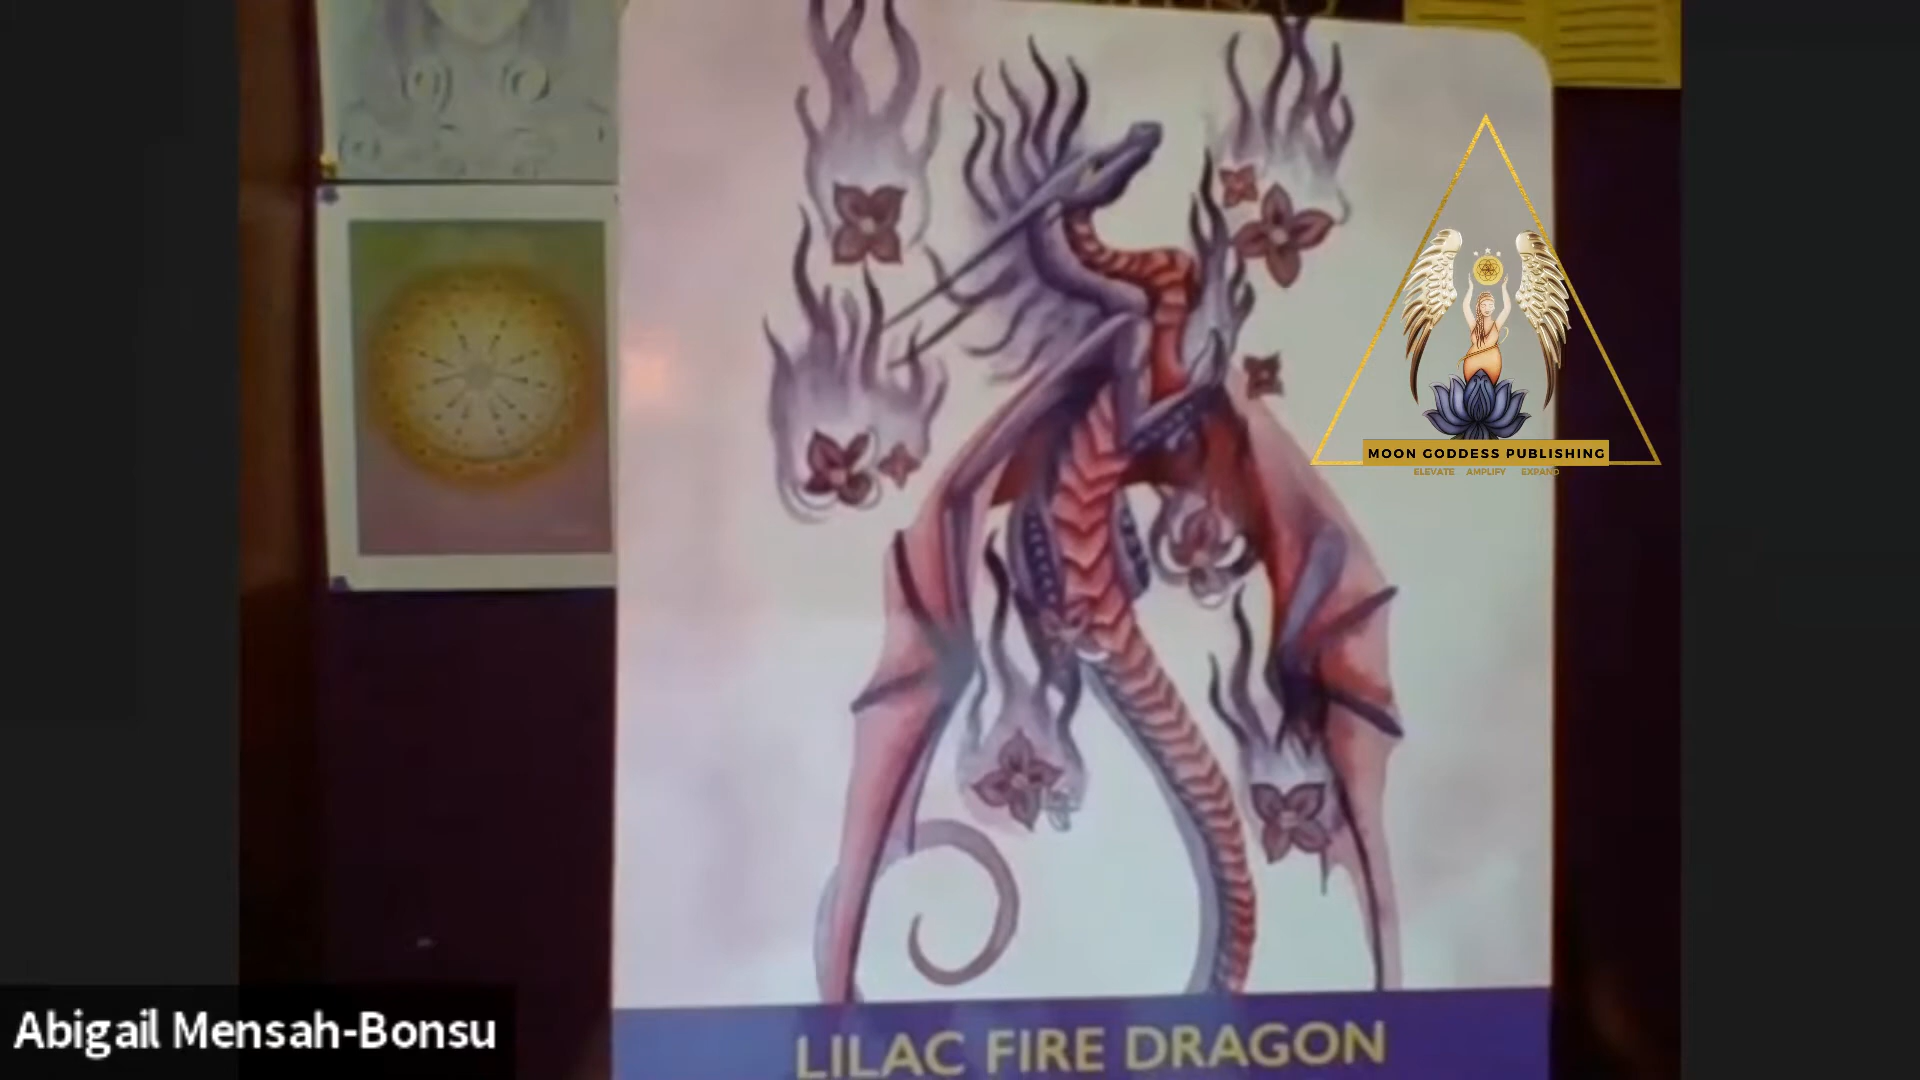 MOON GODDESS PUBLISHING
ELEVATE AMPLIFY EXPAND
Abigail Mensah-Bonsu
LILAC FIRE DRAGON